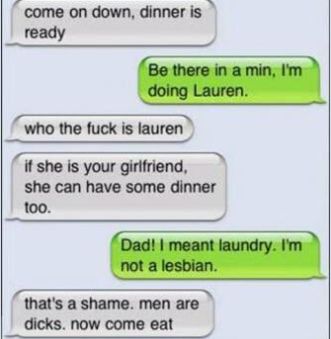 come on down, dinner is
ready
Be there in a min, I'm
doing Lauren.
who the fuck is lauren
if she is your girlfriend,
she can have some dinner
too.
Dad! I meant laundry. I'm
not a lesbian.
that's a shame. men are
dicks. now come eat